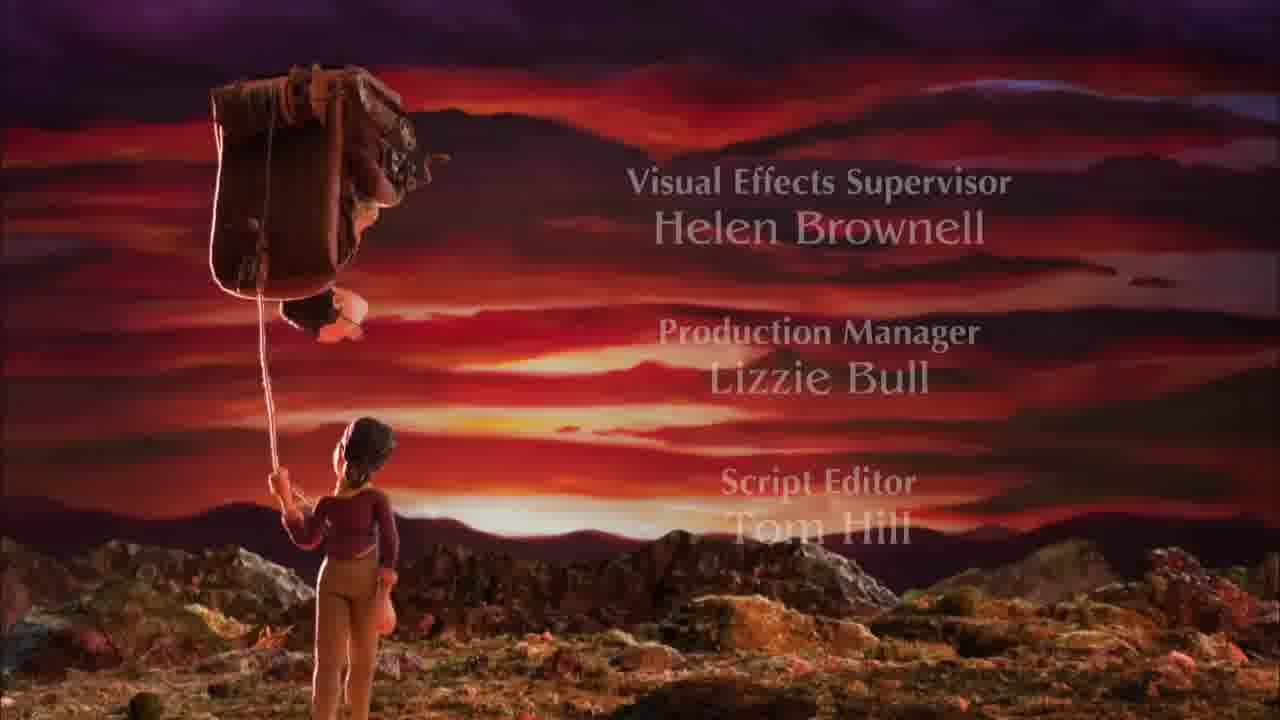 Visual Effects Supervisor
Helen Brownell
Production Manager
Lizzie Bull
Script Editor
Tom Hill